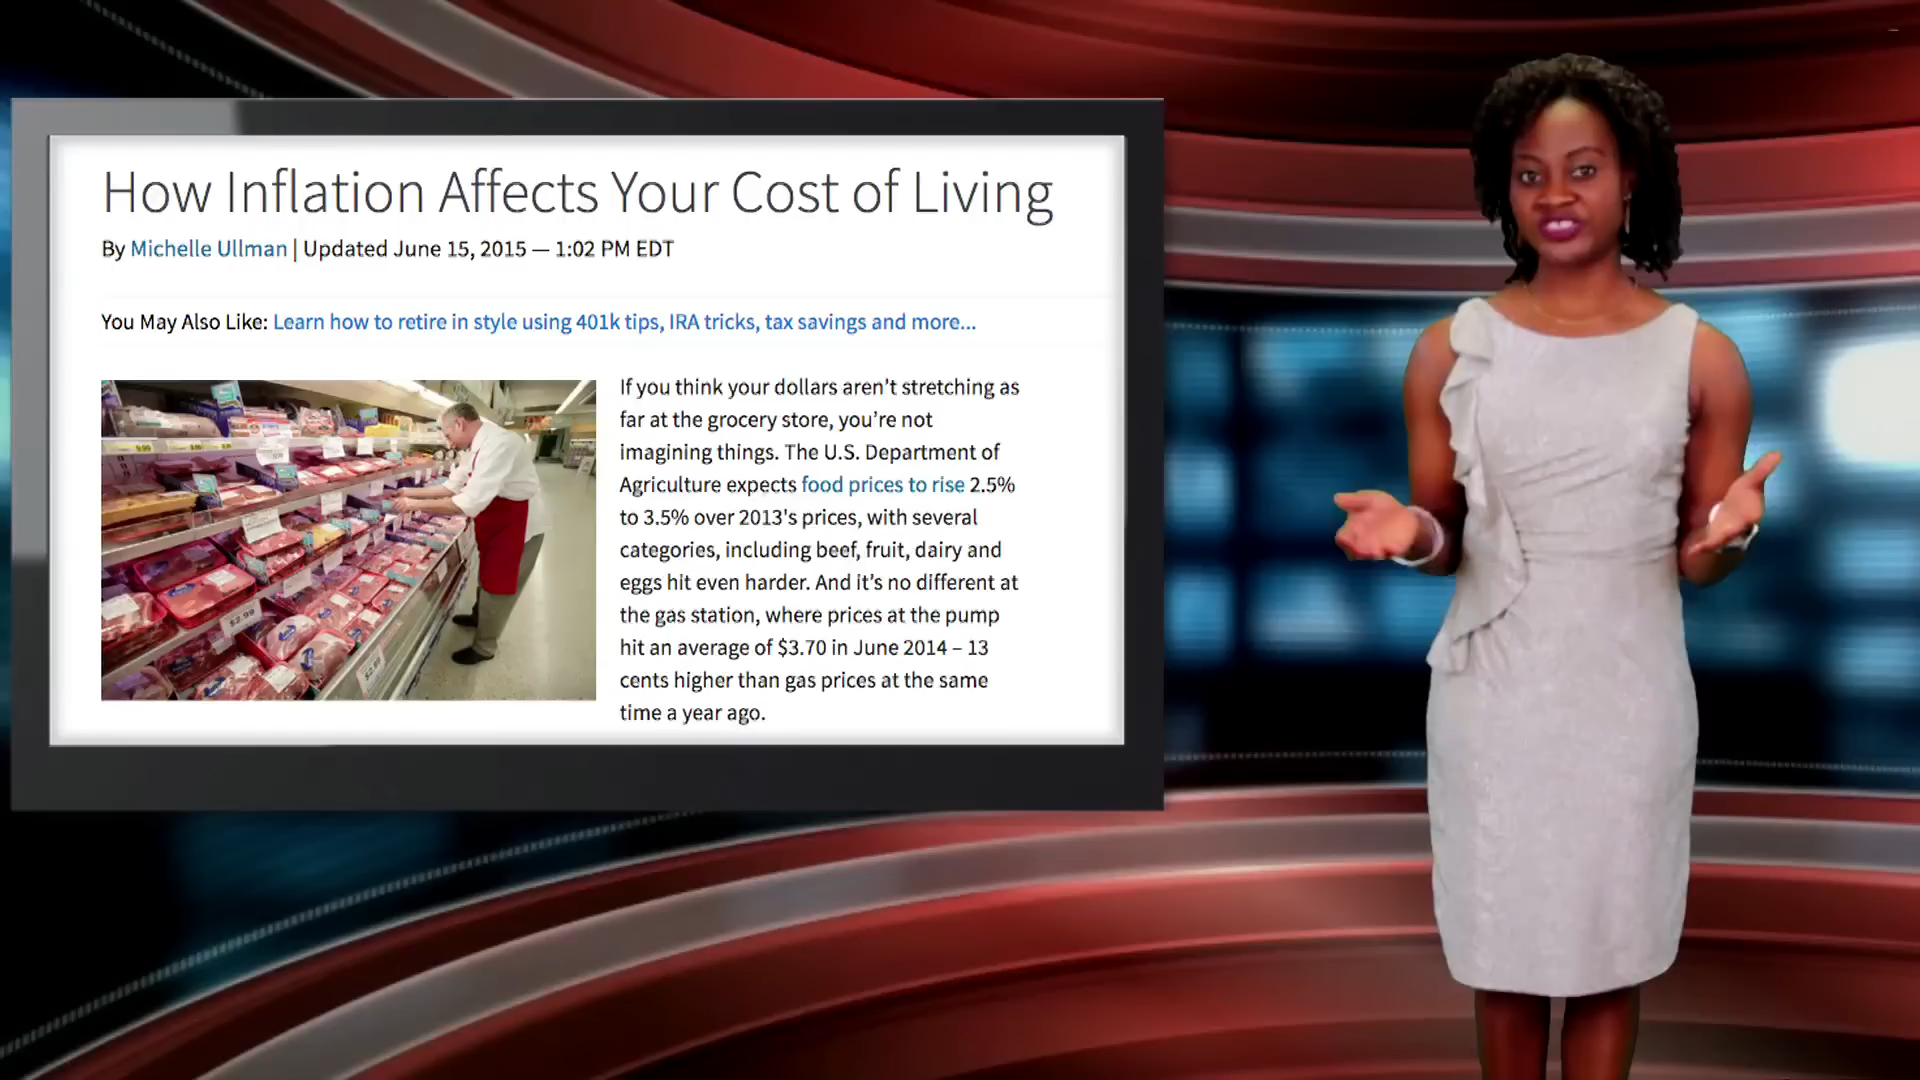 How Inflation Affects Your Cost of Living
By Michelle Ullman | Updated June 15, 2015 — 1:02 PM EDT
You May Also Like: Learn how to retire in style using 401k tips, IRA tricks, tax savings and more...
If you think your dollars aren't stretching as
far at the grocery store, you're not
imagining things. The U.S. Department of
Agriculture expects food prices to rise 2.5%
to 3.5% over 2013's prices, with several
categories, including beef, fruit, dairy and
eggs hit even harder. And it's no different at
the gas station, where prices at the pump
hit an average of $3.70 in June 2014 – 13
cents higher than gas prices at the same
time a year ago.
$2.99